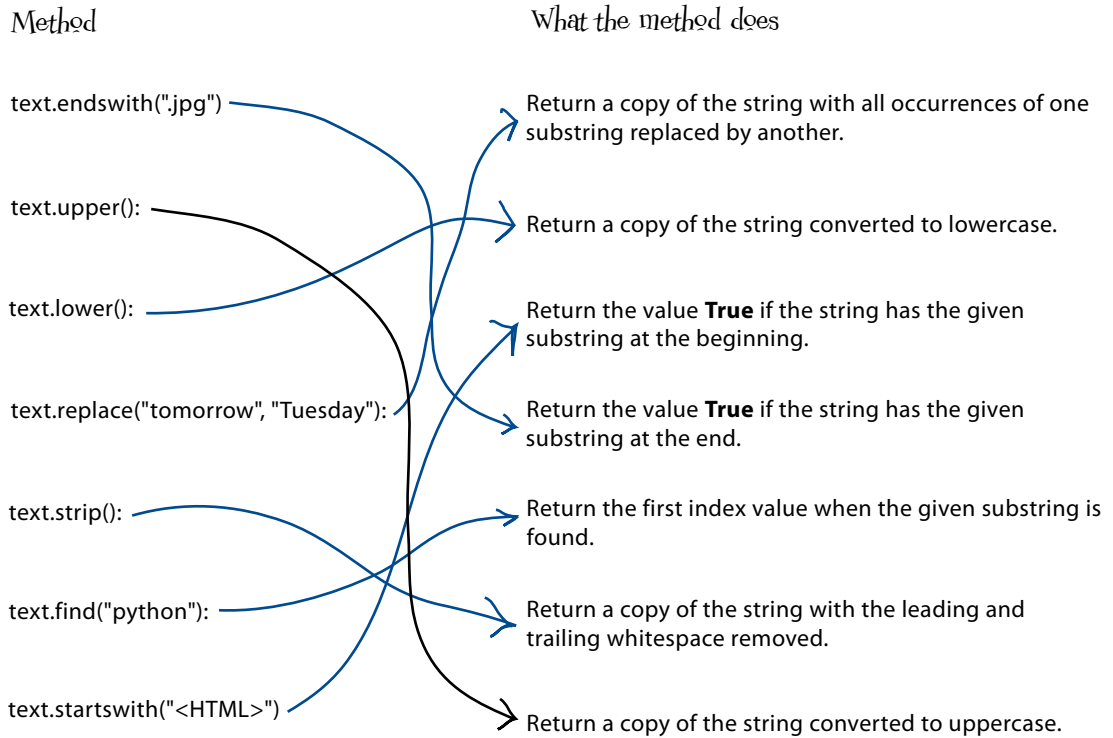 Method
What the method does
text.endswith(".jpg")
Return a copy of the string with all occurrences of one
substring replaced by another.
text.upper():
Return a copy of the string converted to lowercase.
text.lower():
Return the value True if the string has the given
substring at the beginning.
text.replace("tomorrow", "Tuesday"):
Return the value True if the string has the given
substring at the end.
text.strip():
Return the first index value when the given substring is
found.
text.find("python"):
Return a copy of the string with the leading and
trailing whitespace removed.
text.startswith("<HTML>")
Return a copy of the string converted to uppercase.